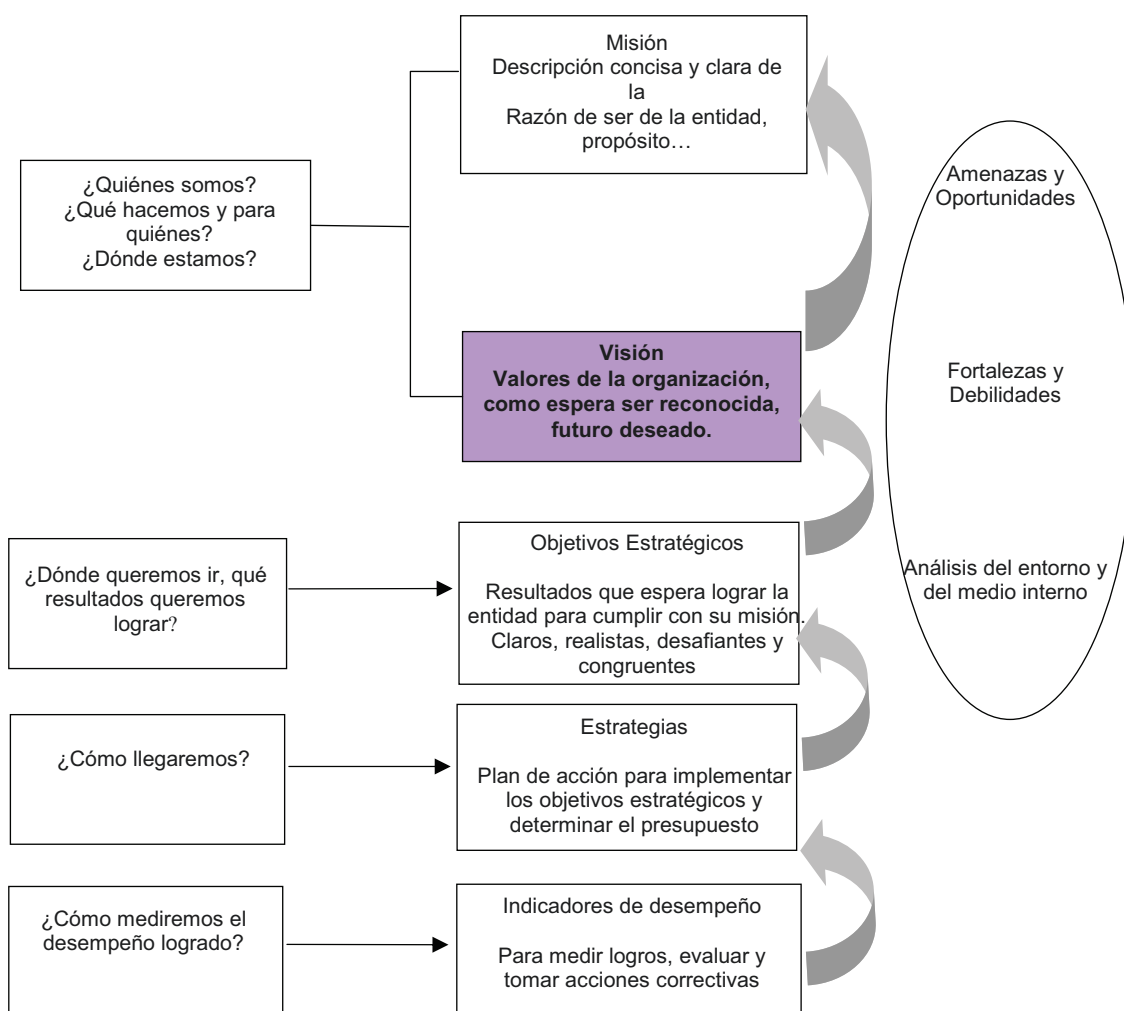 Misión
Descripción concisa y clara de
la
Razón de ser de la entidad,
propósito…
¿Quiénes somos?
¿Qué hacemos y para
quiénes?
¿Dónde estamos?
Amenazas y
Oportunidades
Visión
Valores de la organización,
como espera ser reconocida,
futuro deseado.
Fortalezas y
Debilidades
¿Dónde queremos ir, qué
resultados queremos
lograr?
Objetivos Estratégicos
Resultados que espera lograr la
entidad para cumplir con su misión.
Claros, realistas, desafiantes y
congruentes
Análisis del entorno y
del medio interno
¿Cómo llegaremos?
Estrategias
Plan de acción para implementar
los objetivos estratégicos y
determinar el presupuesto
¿Cómo mediremos el
desempeño logrado?
Indicadores de desempeño
Para medir logros, evaluar y
tomar acciones correctivas